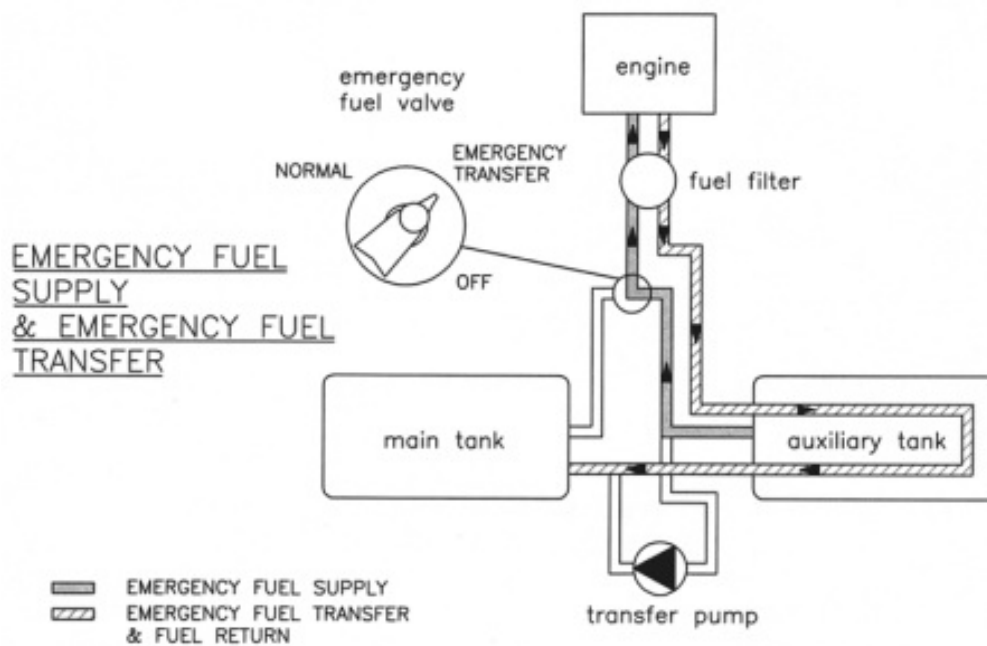 engine
emergency
fuel valve
NORMAL
EMERGENCY
TRANSFER
fuel filter
OFF
EMERGENCY FUEL
SUPPLY
& EMERGENCY FUEL
TRANSFER
main tank
auxiliary tank
transfer pump
EMERGENCY FUEL SUPPLY
EMERGENCY FUEL TRANSFER
& FUEL RETURN